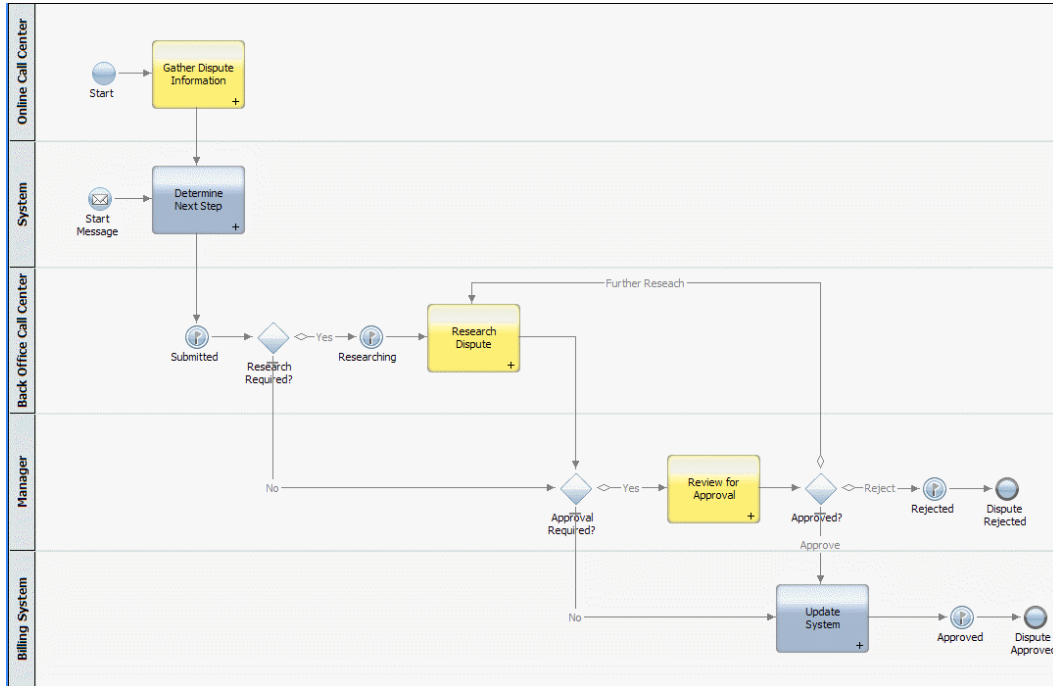 Online Call Center
Gather Dispute
Information
+
Start
System
Determine
Next Step
+
Start
Message
Back Office Call Center
Further Reseach
Research
Dispute
+
Submitted
Yes
Researching
Research
Required?
Manager
No
Approval
Required?
Yes
Review for
Approval
+
Approved?
Reject
Rejected
Dispute
Rejected
Approve
Billing System
No
Update
System
+
Approved
Dispute
Approved